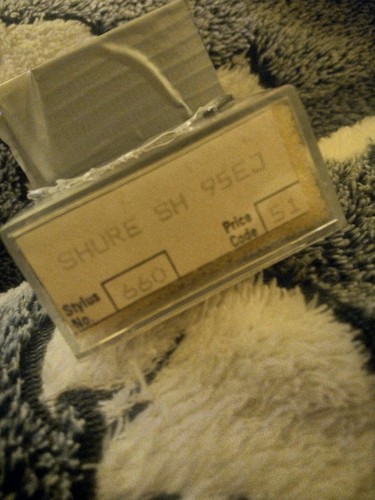 SHURE SH 95EJ
Stylus No. 660
Price Code 51